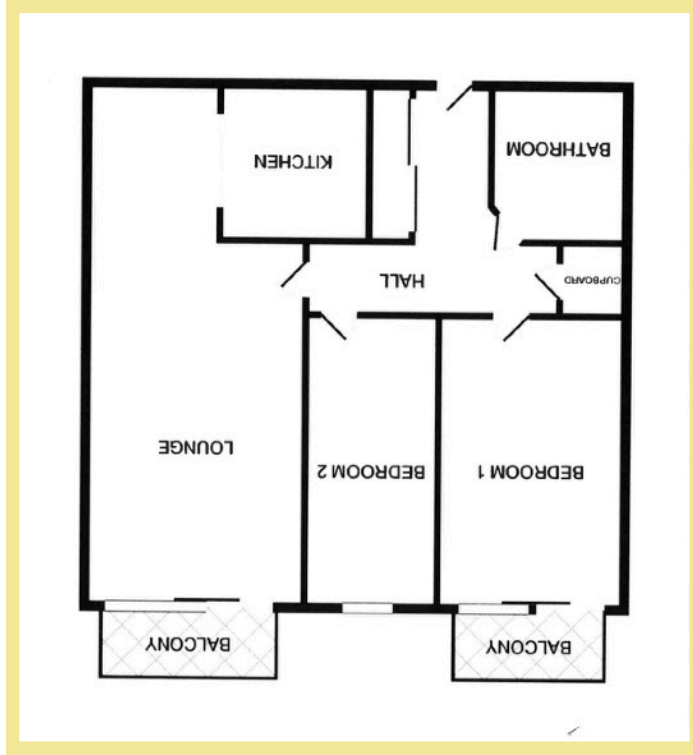 BALCONY
BALCONY
BEDROOM 1
BEDROOM 2
LOUNGE
CUPBOARD
HALL
BATHROOM
KITCHEN